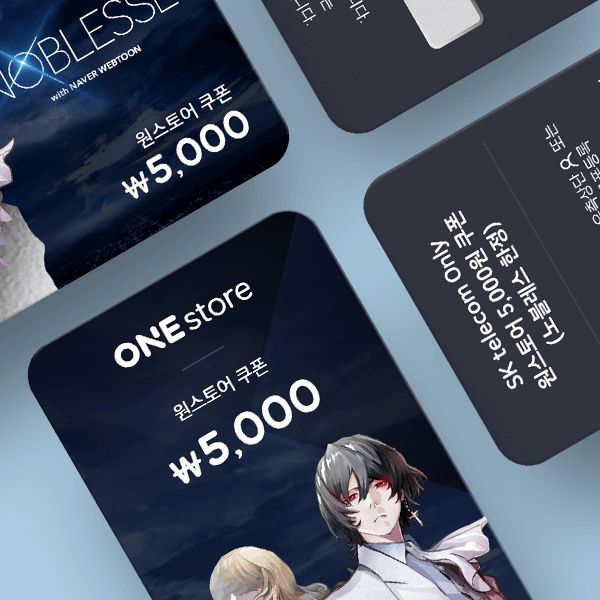 NOBLESSE
with NAVER WEBTOON
원스토어 쿠폰
₩5,000
ONE store
원스토어 쿠폰
₩5,000
SK telecom Only
원스토어 5,000원 쿠폰
(노블레스 한정)